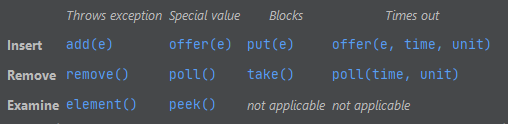 Throws exception Special value Blocks Times out
Insert add(e) offer(e) put(e) offer(e, time, unit)
Remove remove() poll() take() poll(time, unit)
Examine element() peek() not applicable not applicable